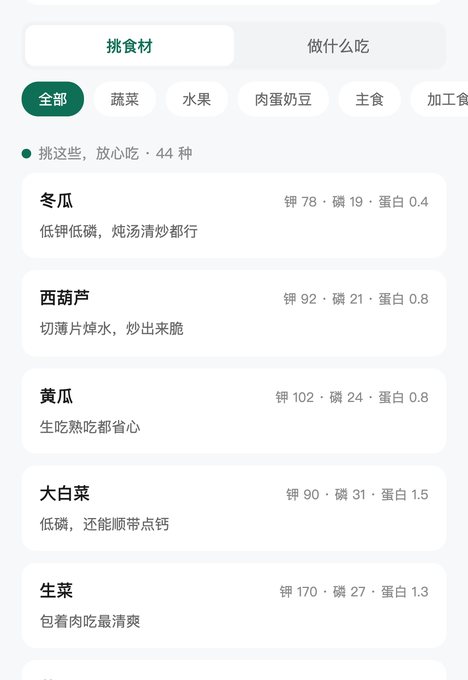 挑食材 做什么吃
全部 蔬菜 水果 肉蛋奶豆 主食 加工食
挑这些，放心吃 · 44 种
冬瓜 钾 78 · 磷 19 · 蛋白 0.4
低钾低磷，炖汤清炒都行
西葫芦 钾 92 · 磷 21 · 蛋白 0.8
切薄片焯水，炒出来脆
黄瓜 钾 102 · 磷 24 · 蛋白 0.8
生吃熟吃都省心
大白菜 钾 90 · 磷 31 · 蛋白 1.5
低磷，还能顺带点钙
生菜 钾 170 · 磷 27 · 蛋白 1.3
包着肉吃最清爽